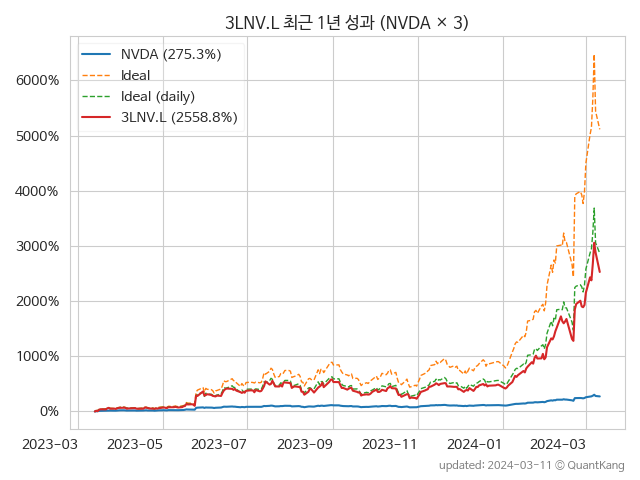 3LNV.L 최근 1년 성과 (NVDA × 3)
NVDA (275.3%)
Ideal
Ideal (daily)
3LNV.L (2558.8%)
6000%
5000%
4000%
3000%
2000%
1000%
0%
2023-03 2023-05 2023-07 2023-09 2023-11 2024-01 2024-03
updated: 2024-03-11 © QuantKang